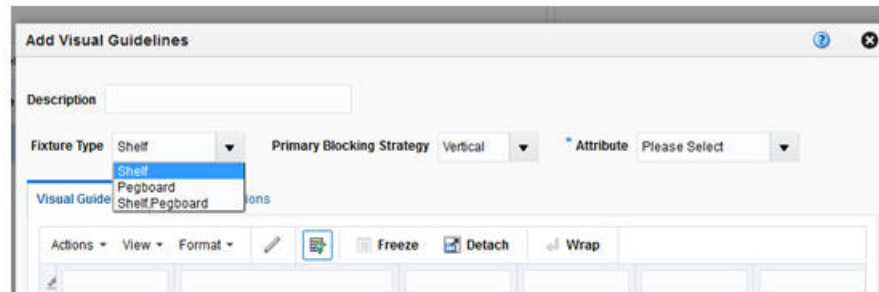 Add Visual Guidelines
Description
Fixture Type Shelf Primary Blocking Strategy Vertical * Attribute Please Select
Shelf
Pegboard
Shelf,Pegboard
Visual Guide ions
Actions View Format Freeze Detach Wrap